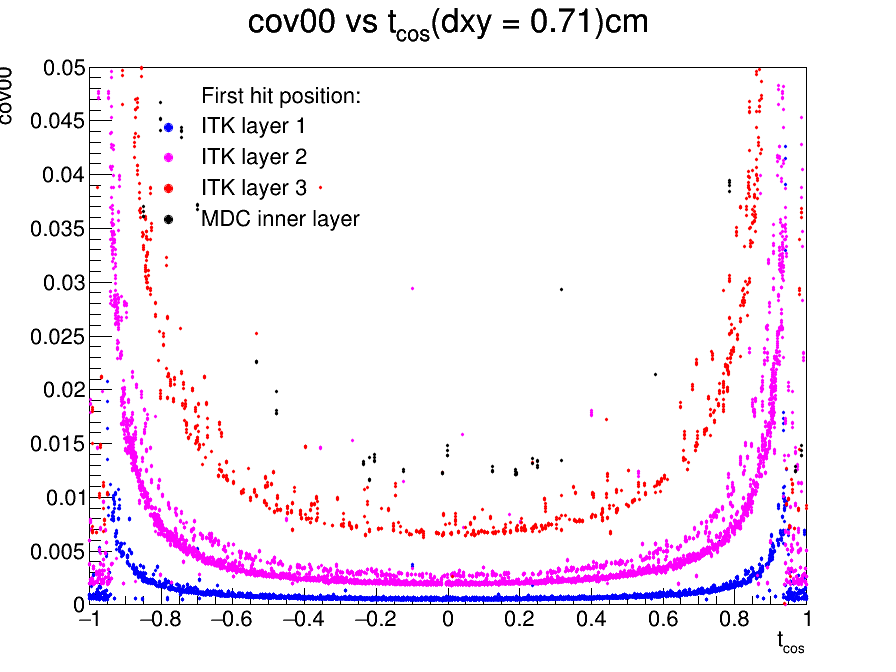 cov00 vs t_cos(dxy = 0.71)cm
cov00
0.05
0.045
0.04
0.035
0.03
0.025
0.02
0.015
0.01
0.005
0
First hit position:
ITK layer 1
ITK layer 2
ITK layer 3
MDC inner layer
−1 −0.8 −0.6 −0.4 −0.2 0 0.2 0.4 0.6 0.8 1
t_cos